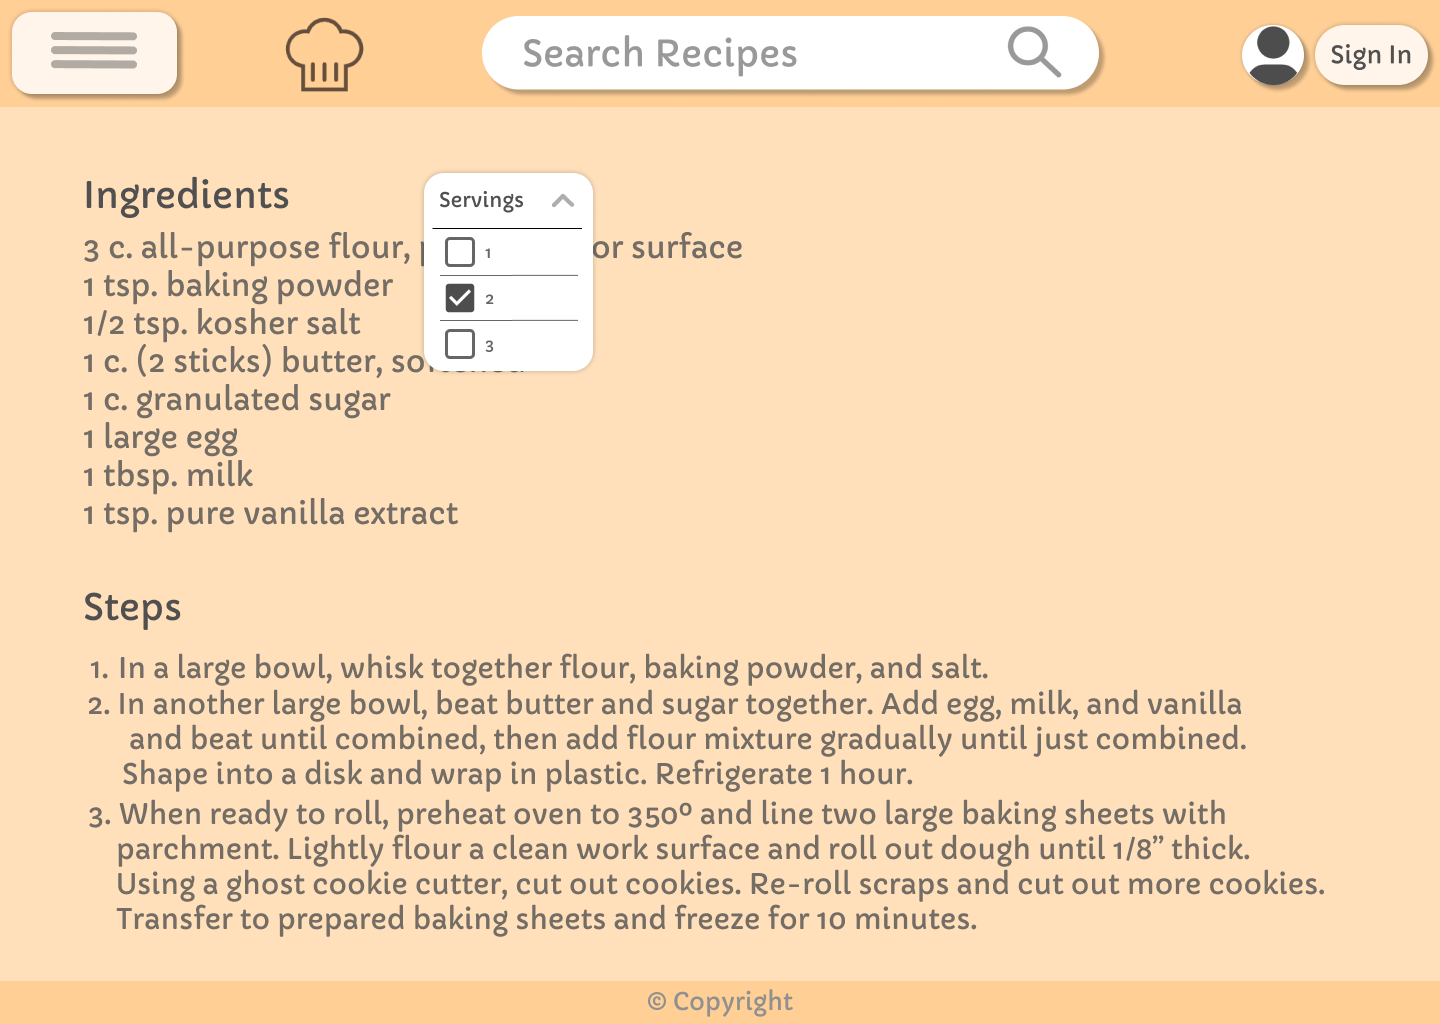 Search Recipes
Sign In
Ingredients
Servings
3 c. all-purpose flour, or surface
1
1 tsp. baking powder
2
1/2 tsp. kosher salt
3
1 c. (2 sticks) butter,
1 c. granulated sugar
1 large egg
1 tbsp. milk
1 tsp. pure vanilla extract
Steps
1. In a large bowl, whisk together flour, baking powder, and salt.
2. In another large bowl, beat butter and sugar together. Add egg, milk, and vanilla
and beat until combined, then add flour mixture gradually until just combined.
Shape into a disk and wrap in plastic. Refrigerate 1 hour.
3. When ready to roll, preheat oven to 350º and line two large baking sheets with
parchment. Lightly flour a clean work surface and roll out dough until 1/8” thick.
Using a ghost cookie cutter, cut out cookies. Re-roll scraps and cut out more cookies.
Transfer to prepared baking sheets and freeze for 10 minutes.
© Copyright